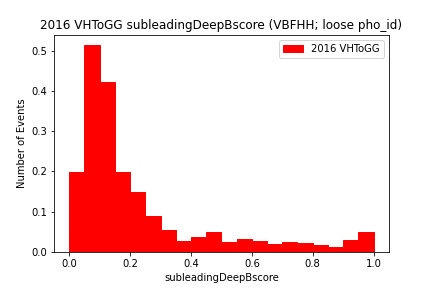 2016 VHToGG subleadingDeepBscore (VBFHH; loose pho_id)
2016 VHToGG
Number of Events
0.5
0.4
0.3
0.2
0.1
0.0
0.0 0.2 0.4 0.6 0.8 1.0
subleadingDeepBscore